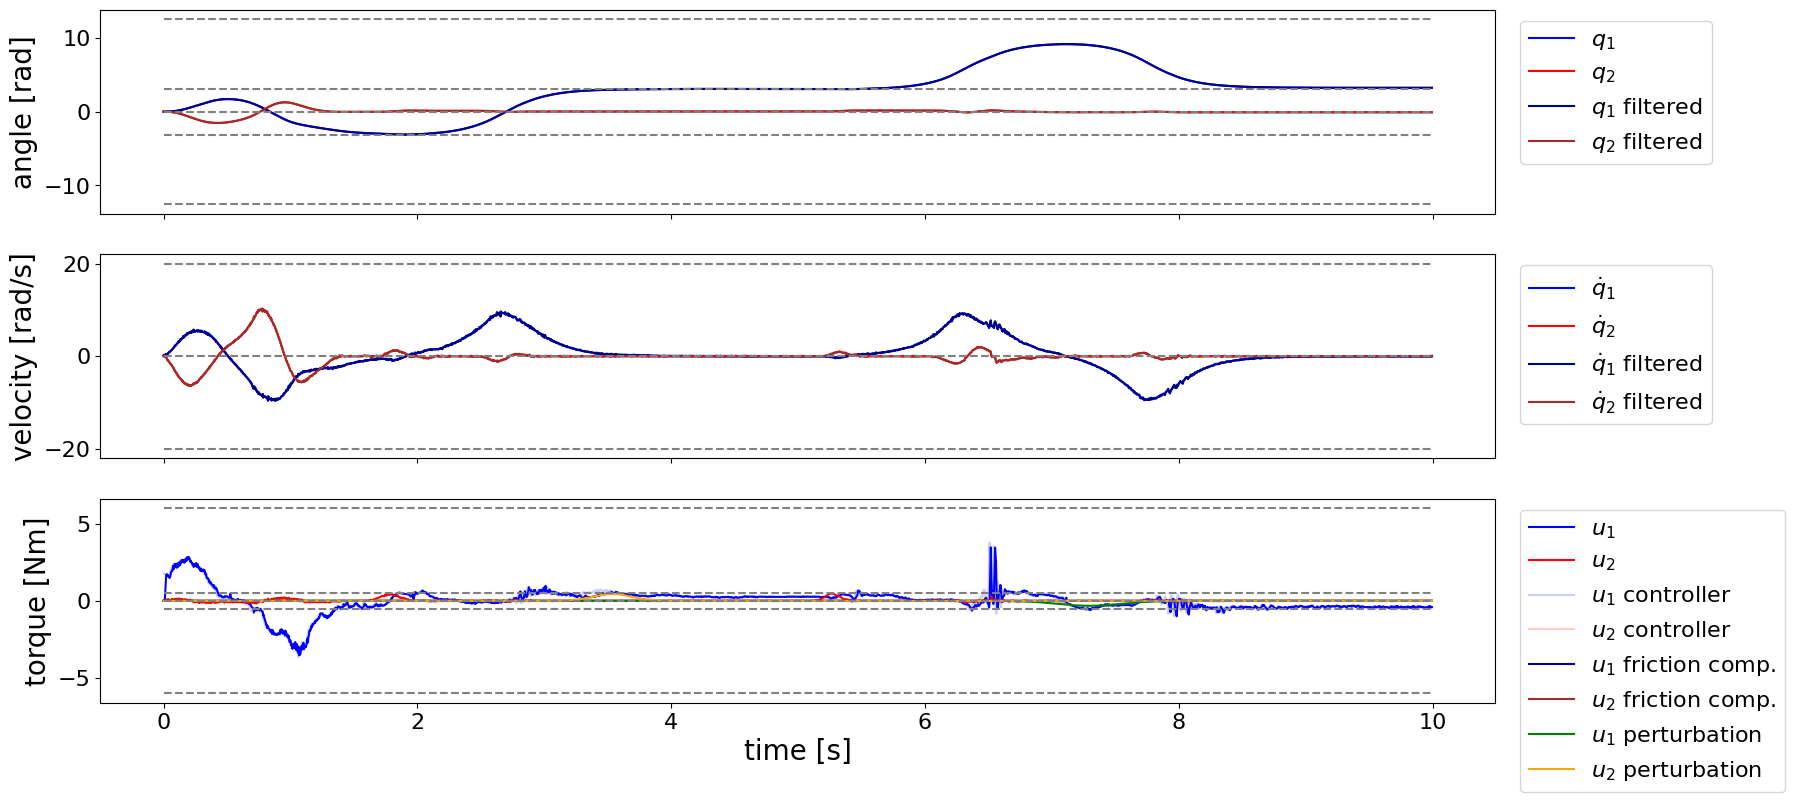 angle [rad]
10
0
−10
q₁
q₂
q₁ filtered
q₂ filtered
velocity [rad/s]
20
0
−20
q̇₁
q̇₂
q̇₁ filtered
q̇₂ filtered
torque [Nm]
5
0
−5
0 2 4 6 8 10
time [s]
u₁
u₂
u₁ controller
u₂ controller
u₁ friction comp.
u₂ friction comp.
u₁ perturbation
u₂ perturbation